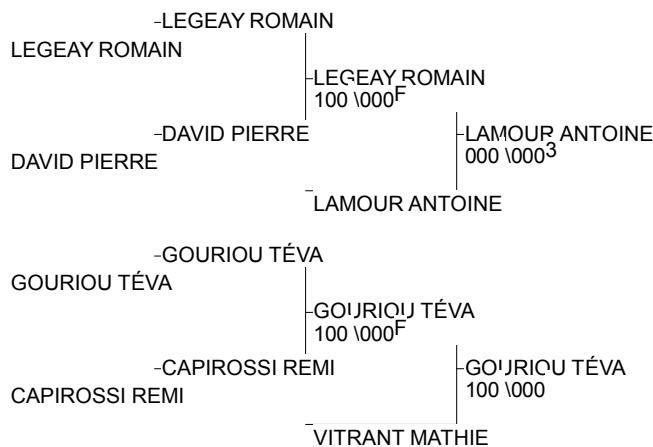 LEGEAY ROMAIN
LEGEAY ROMAIN
LEGEAY ROMAIN
100 \000F
DAVID PIERRE
LAMOUR ANTOINE
000 \0003
DAVID PIERRE
LAMOUR ANTOINE
GOURIOU TÉVA
GOURIOU TÉVA
GOURIOU TÉVA
100 \000F
CAPIROSSI REMI
GOURIOU TÉVA
100 \000
CAPIROSSI REMI
VITRANT MATHIE